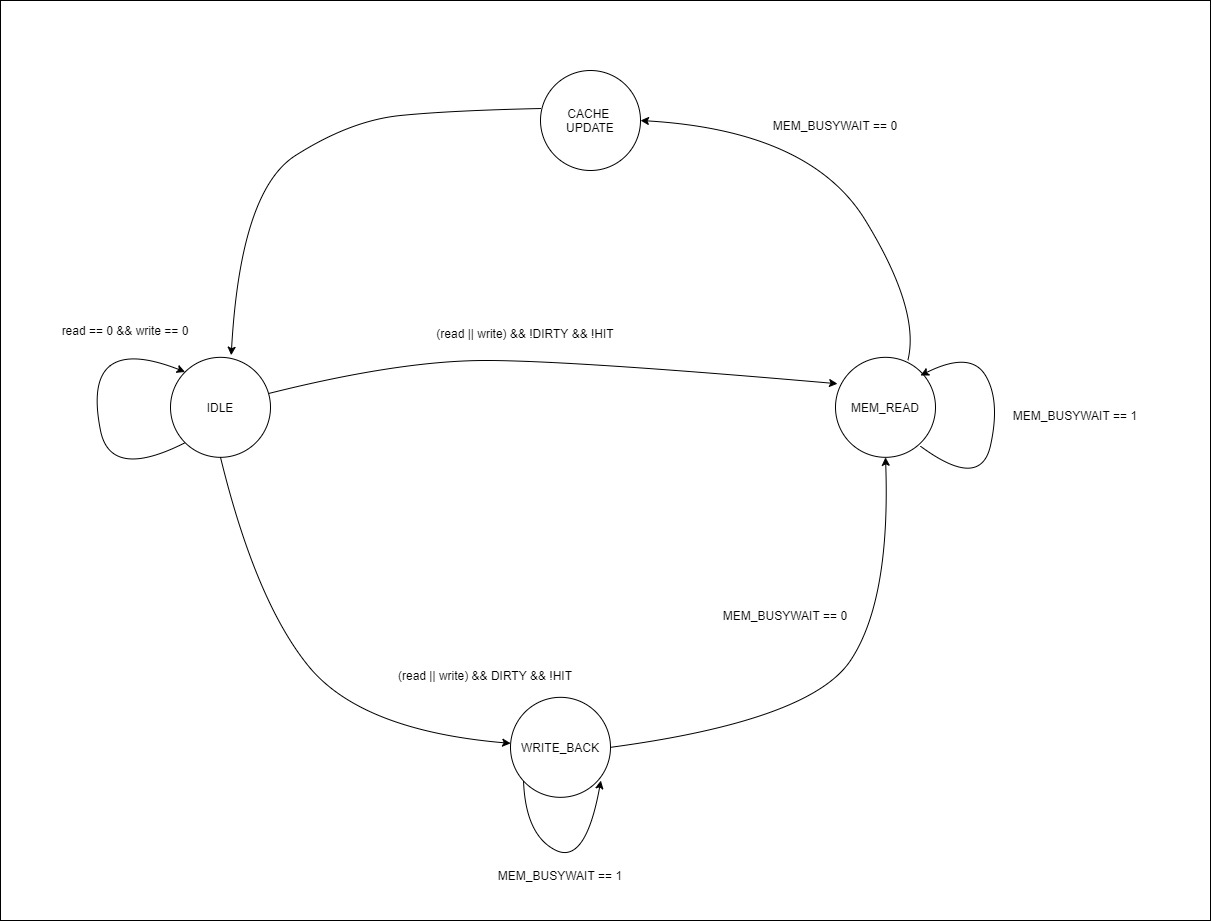 CACHE
UPDATE
MEM_BUSYWAIT == 0
read == 0 && write == 0
(read || write) && !DIRTY && !HIT
IDLE
MEM_READ
MEM_BUSYWAIT == 1
MEM_BUSYWAIT == 0
(read || write) && DIRTY && !HIT
WRITE_BACK
MEM_BUSYWAIT == 1